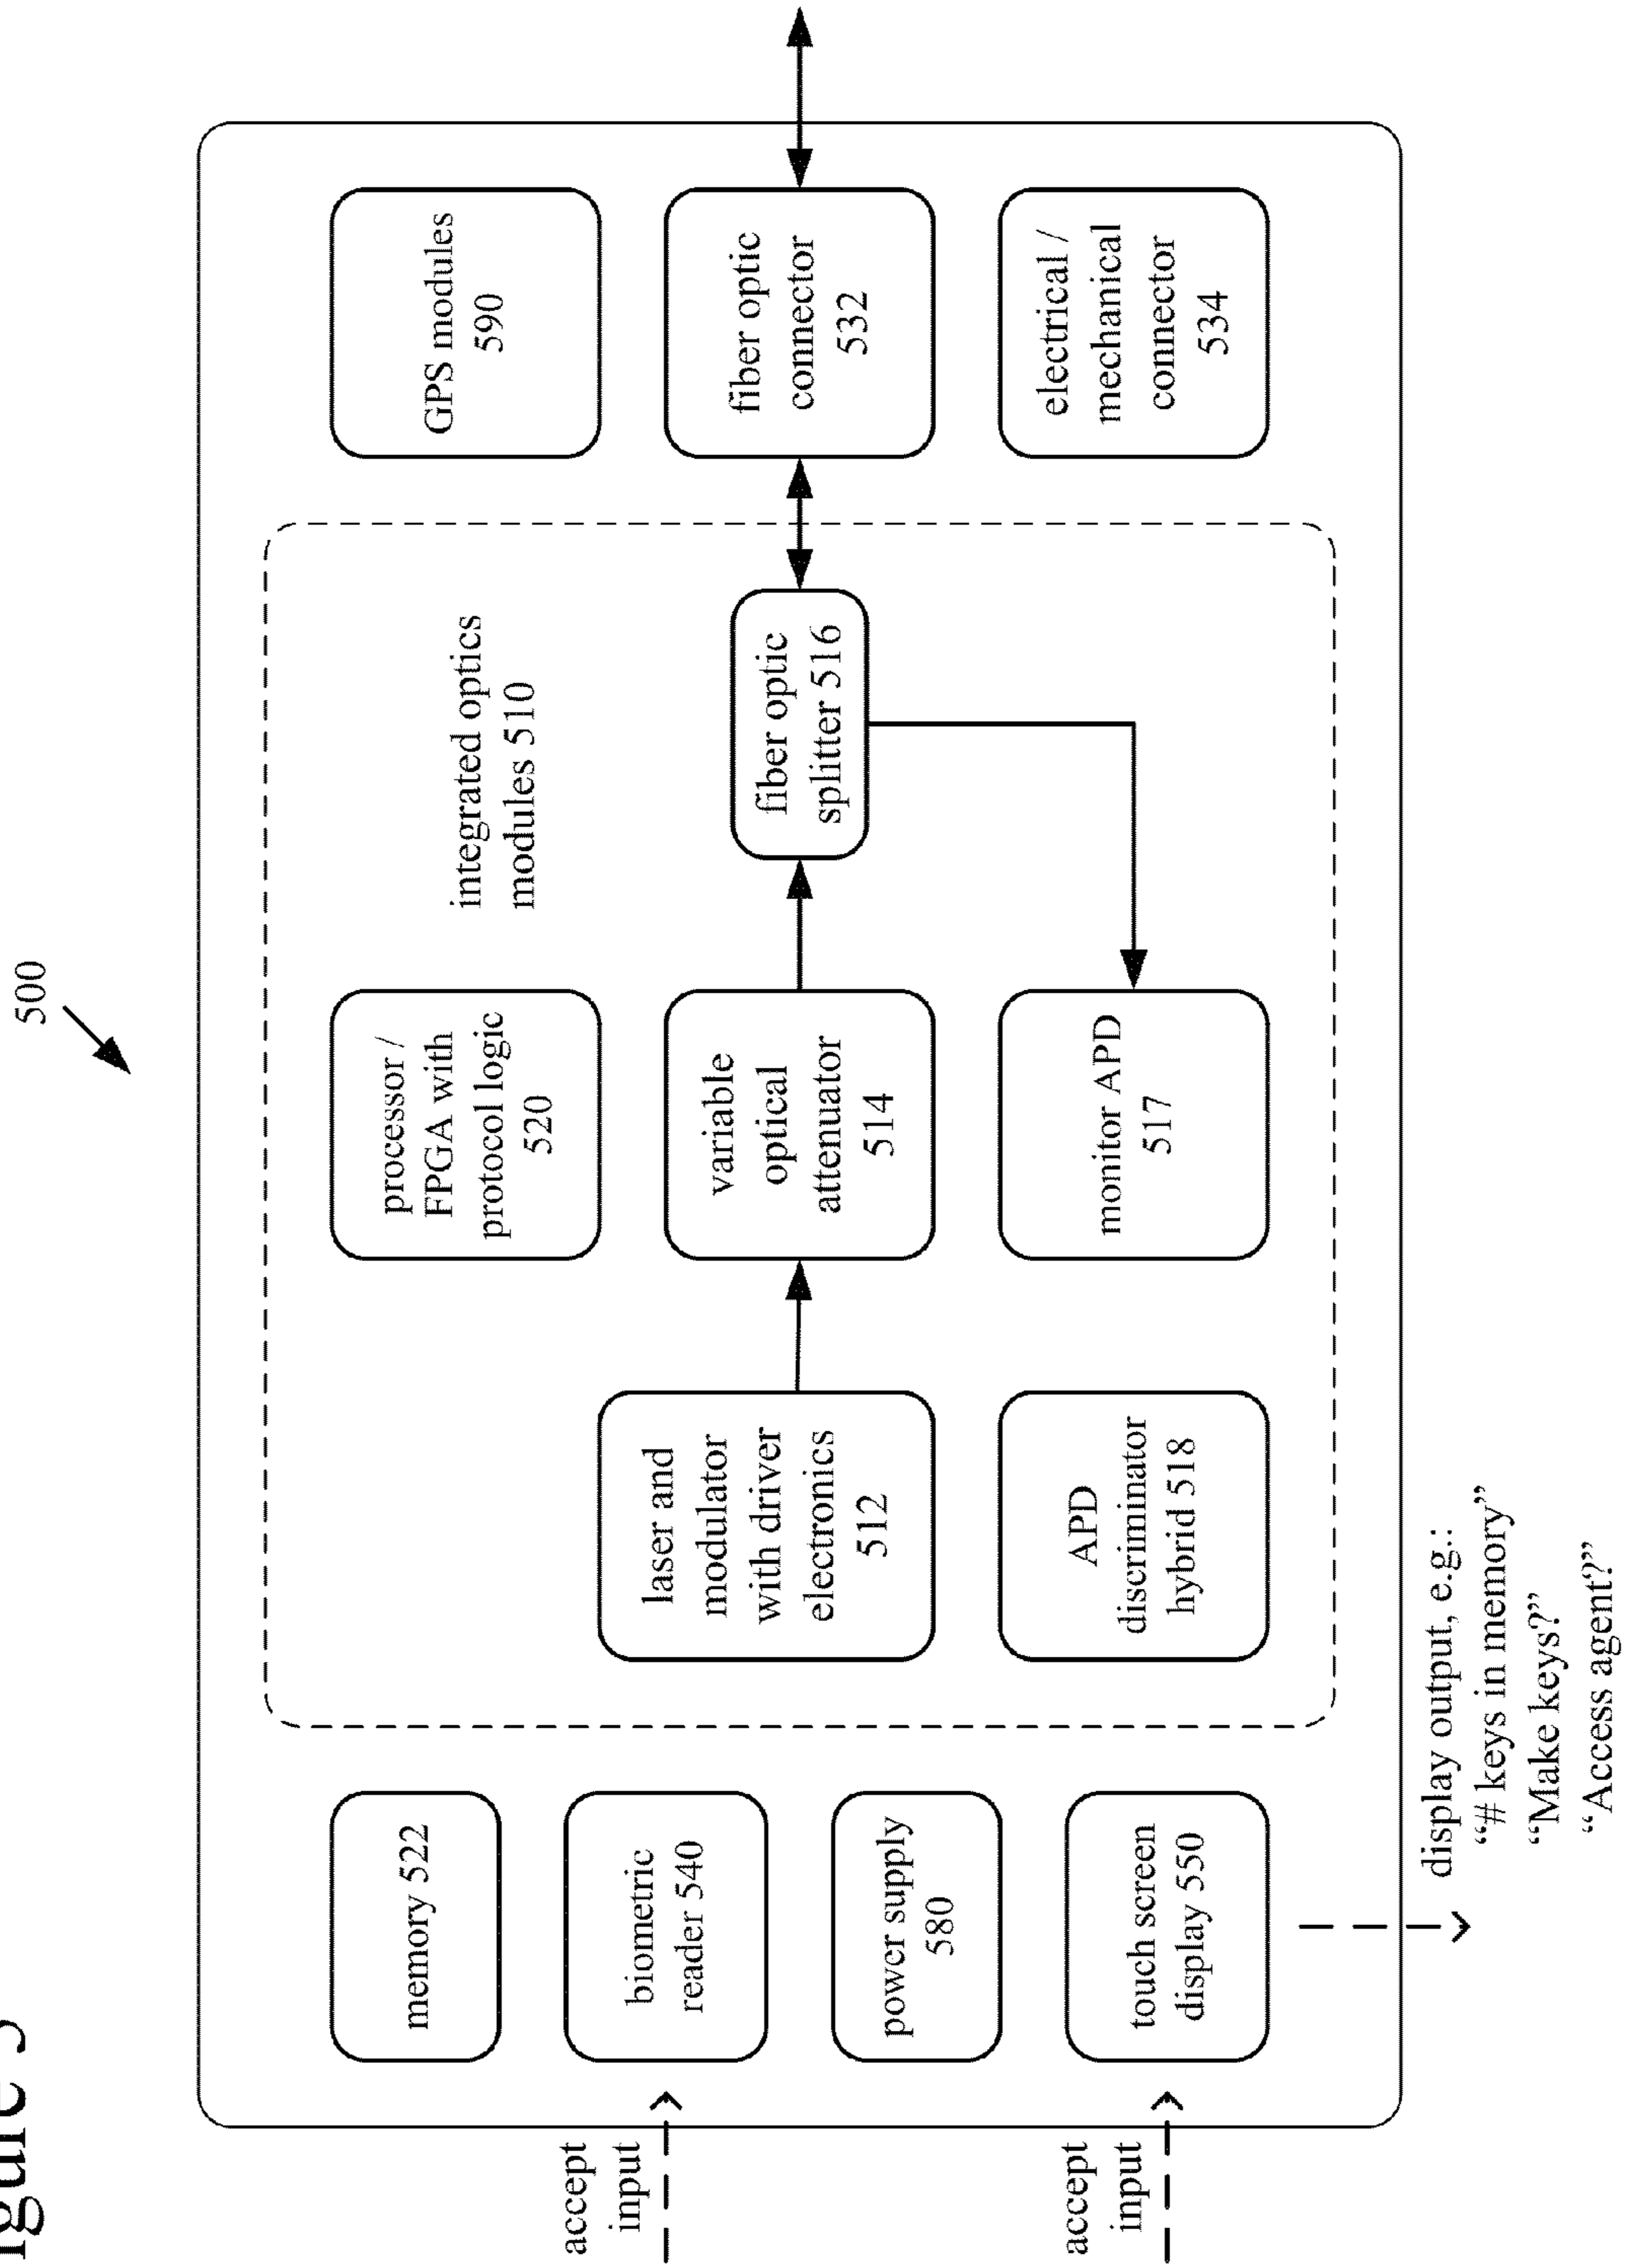 500
memory 522
biometric
reader 540
power supply
580
touch screen
display 550
accept
input
accept
input
processor /
FPGA with
protocol logic
520
integrated optics
modules 510
laser and
modulator
with driver
electronics
512
variable
optical
attenuator
514
fiber optic
splitter 516
APD
discriminator
hybrid 518
monitor APD
517
GPS modules
590
fiber optic
connector
532
electrical /
mechanical
connector
534
display output, e.g.:
“# keys in memory”
“Make keys?”
“Access agent?”